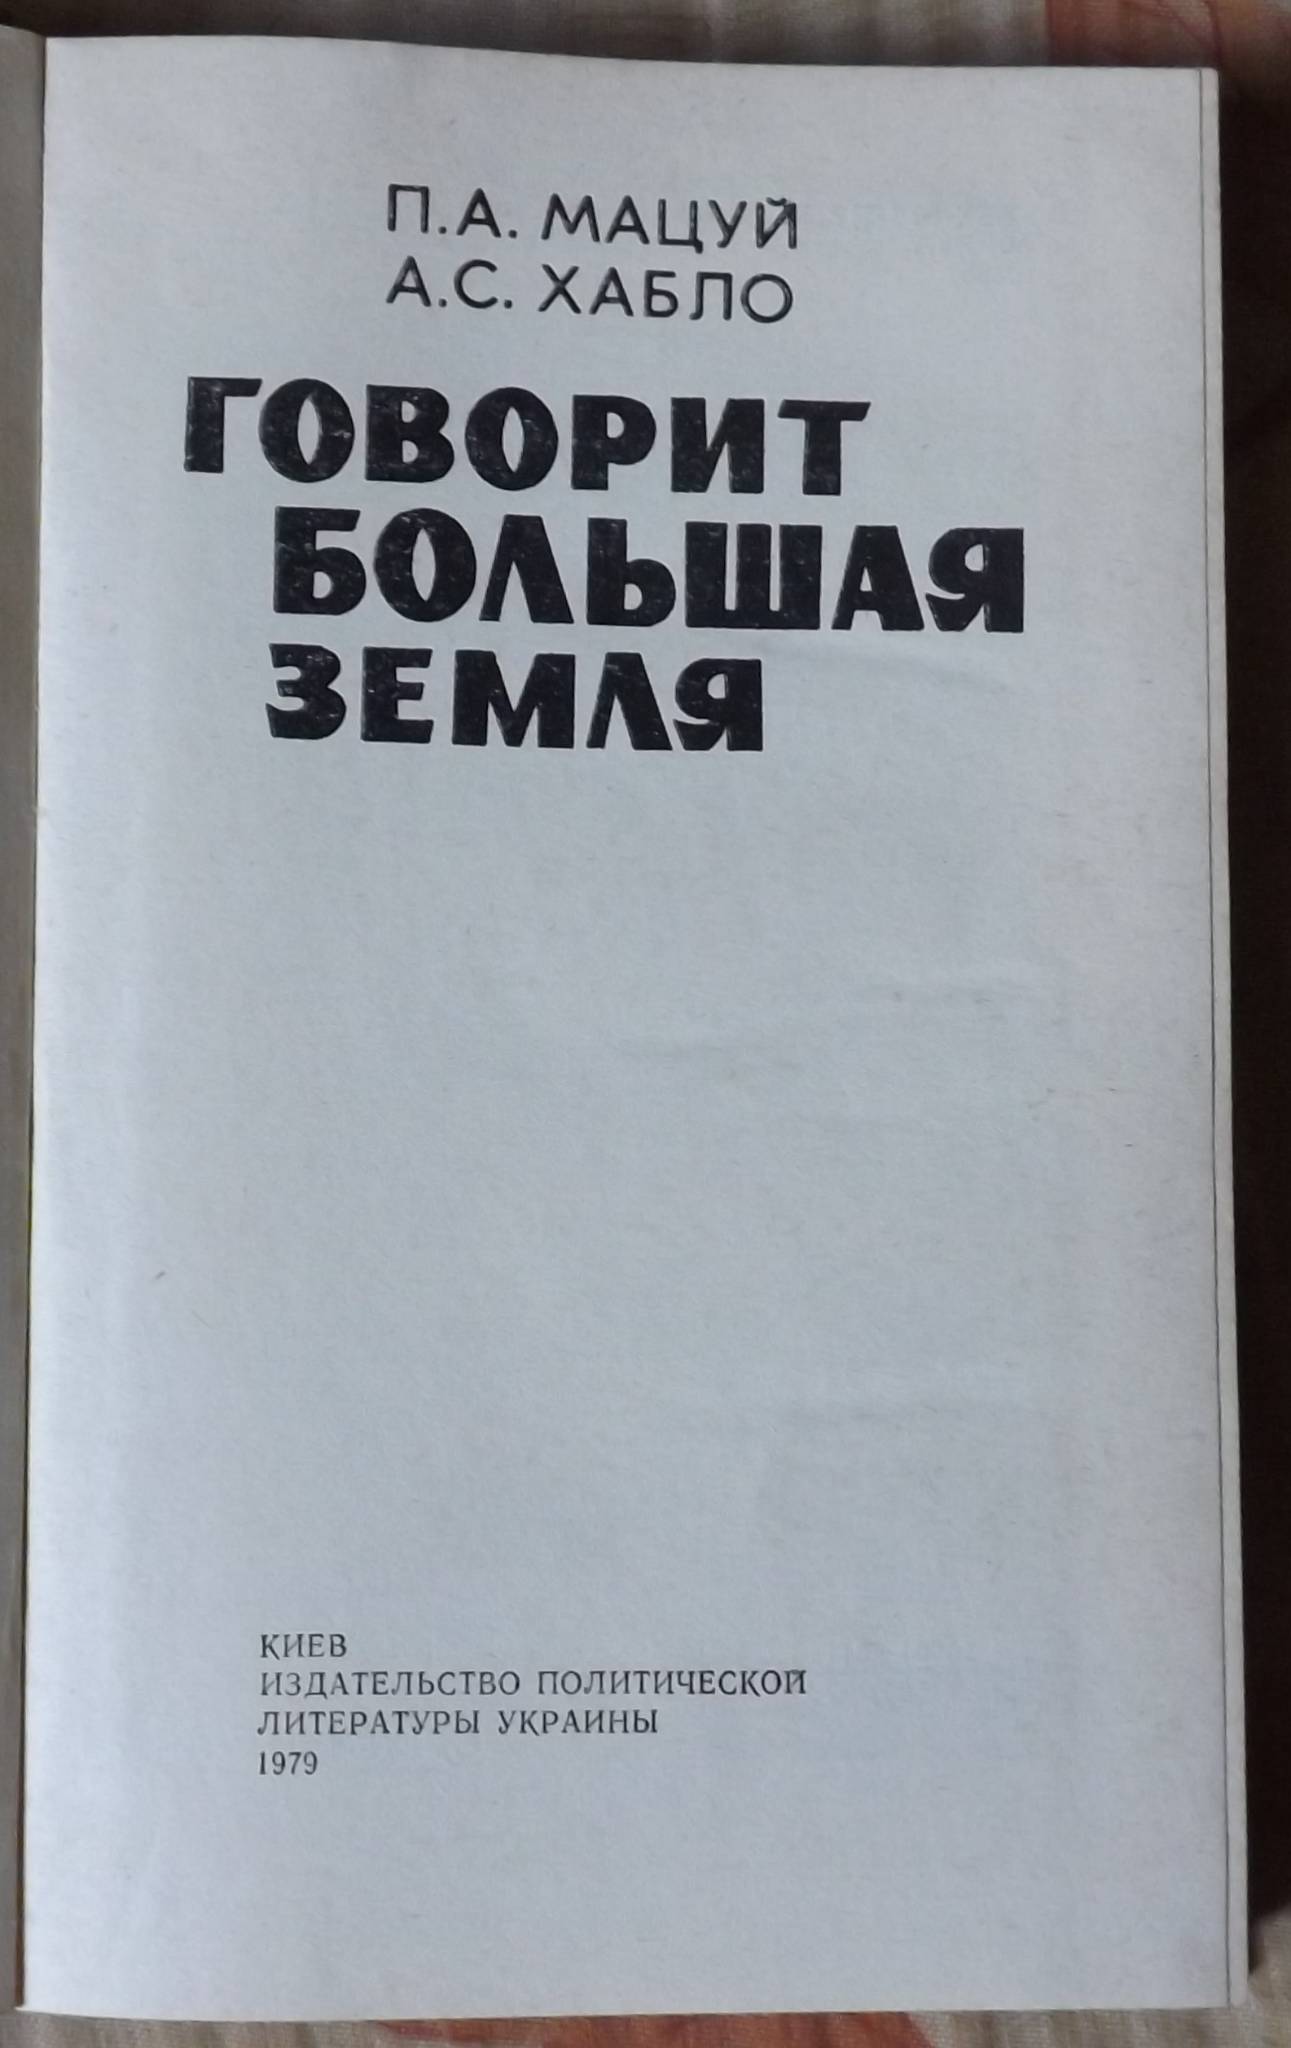 П.А. МАЦУЙ
А.С. ХАБЛО
ГОВОРИТ
БОЛЬШАЯ
ЗЕМЛЯ
КИЕВ
ИЗДАТЕЛЬСТВО ПОЛИТИЧЕСКОЙ
ЛИТЕРАТУРЫ УКРАИНЫ
1979